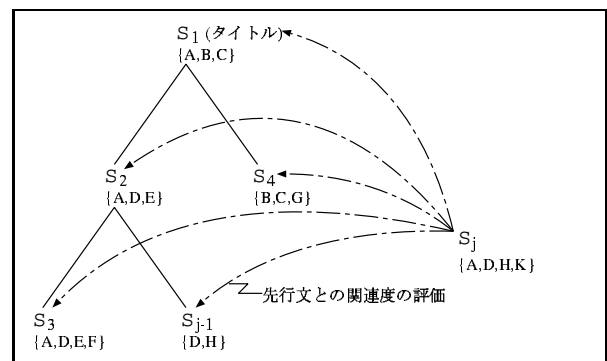 S1 (タイトル)
{A,B,C}
S2
{A,D,E}
S4
{B,C,G}
Sj
{A,D,H,K}
先行文との関連度の評価
S3
{A,D,E,F}
Sj-1
{D,H}